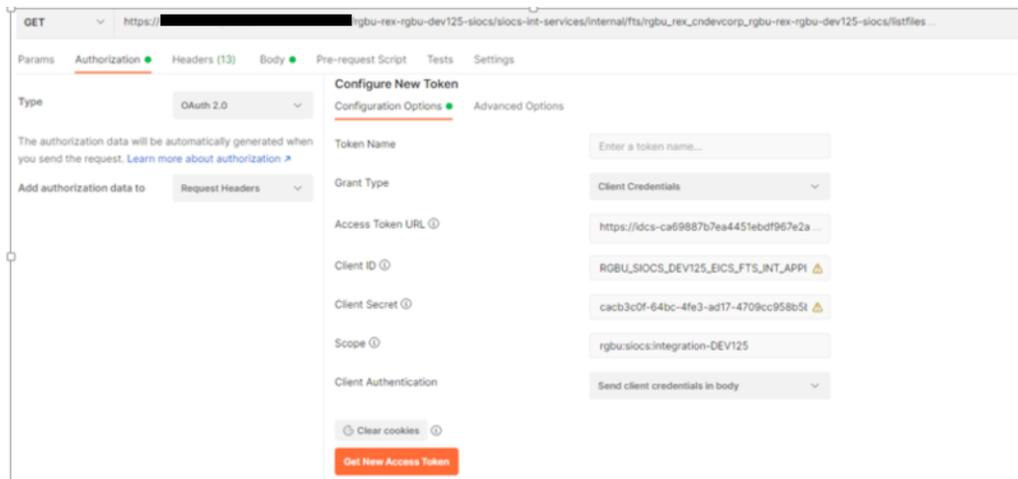 GET https:// /rgbu-rex-rgbu-dev125-siocs/siocs-int-services/internal/fts/rgbu_rex_cndevcorp_rgbu-rex-rgbu-dev125-siocs/listfiles ...
Params Authorization Headers (13) Body Pre-request Script Tests Settings
Configure New Token
Type OAuth 2.0
Configuration Options Advanced Options
The authorization data will be automatically generated when
you send the request. Learn more about authorization ↗
Token Name Enter a token name...
Add authorization data to Request Headers
Grant Type Client Credentials
Access Token URL https://idcs-ca69887b7ea4451ebdf967e2a ...
Client ID RGBU_SIOCS_DEV125_EICS_FTS_INT_APPI
Client Secret cacb3c0f-64bc-4fe3-ad17-4709cc958b5b
Scope rgbu:siocs:integration-DEV125
Client Authentication Send client credentials in body
Clear cookies
Get New Access Token